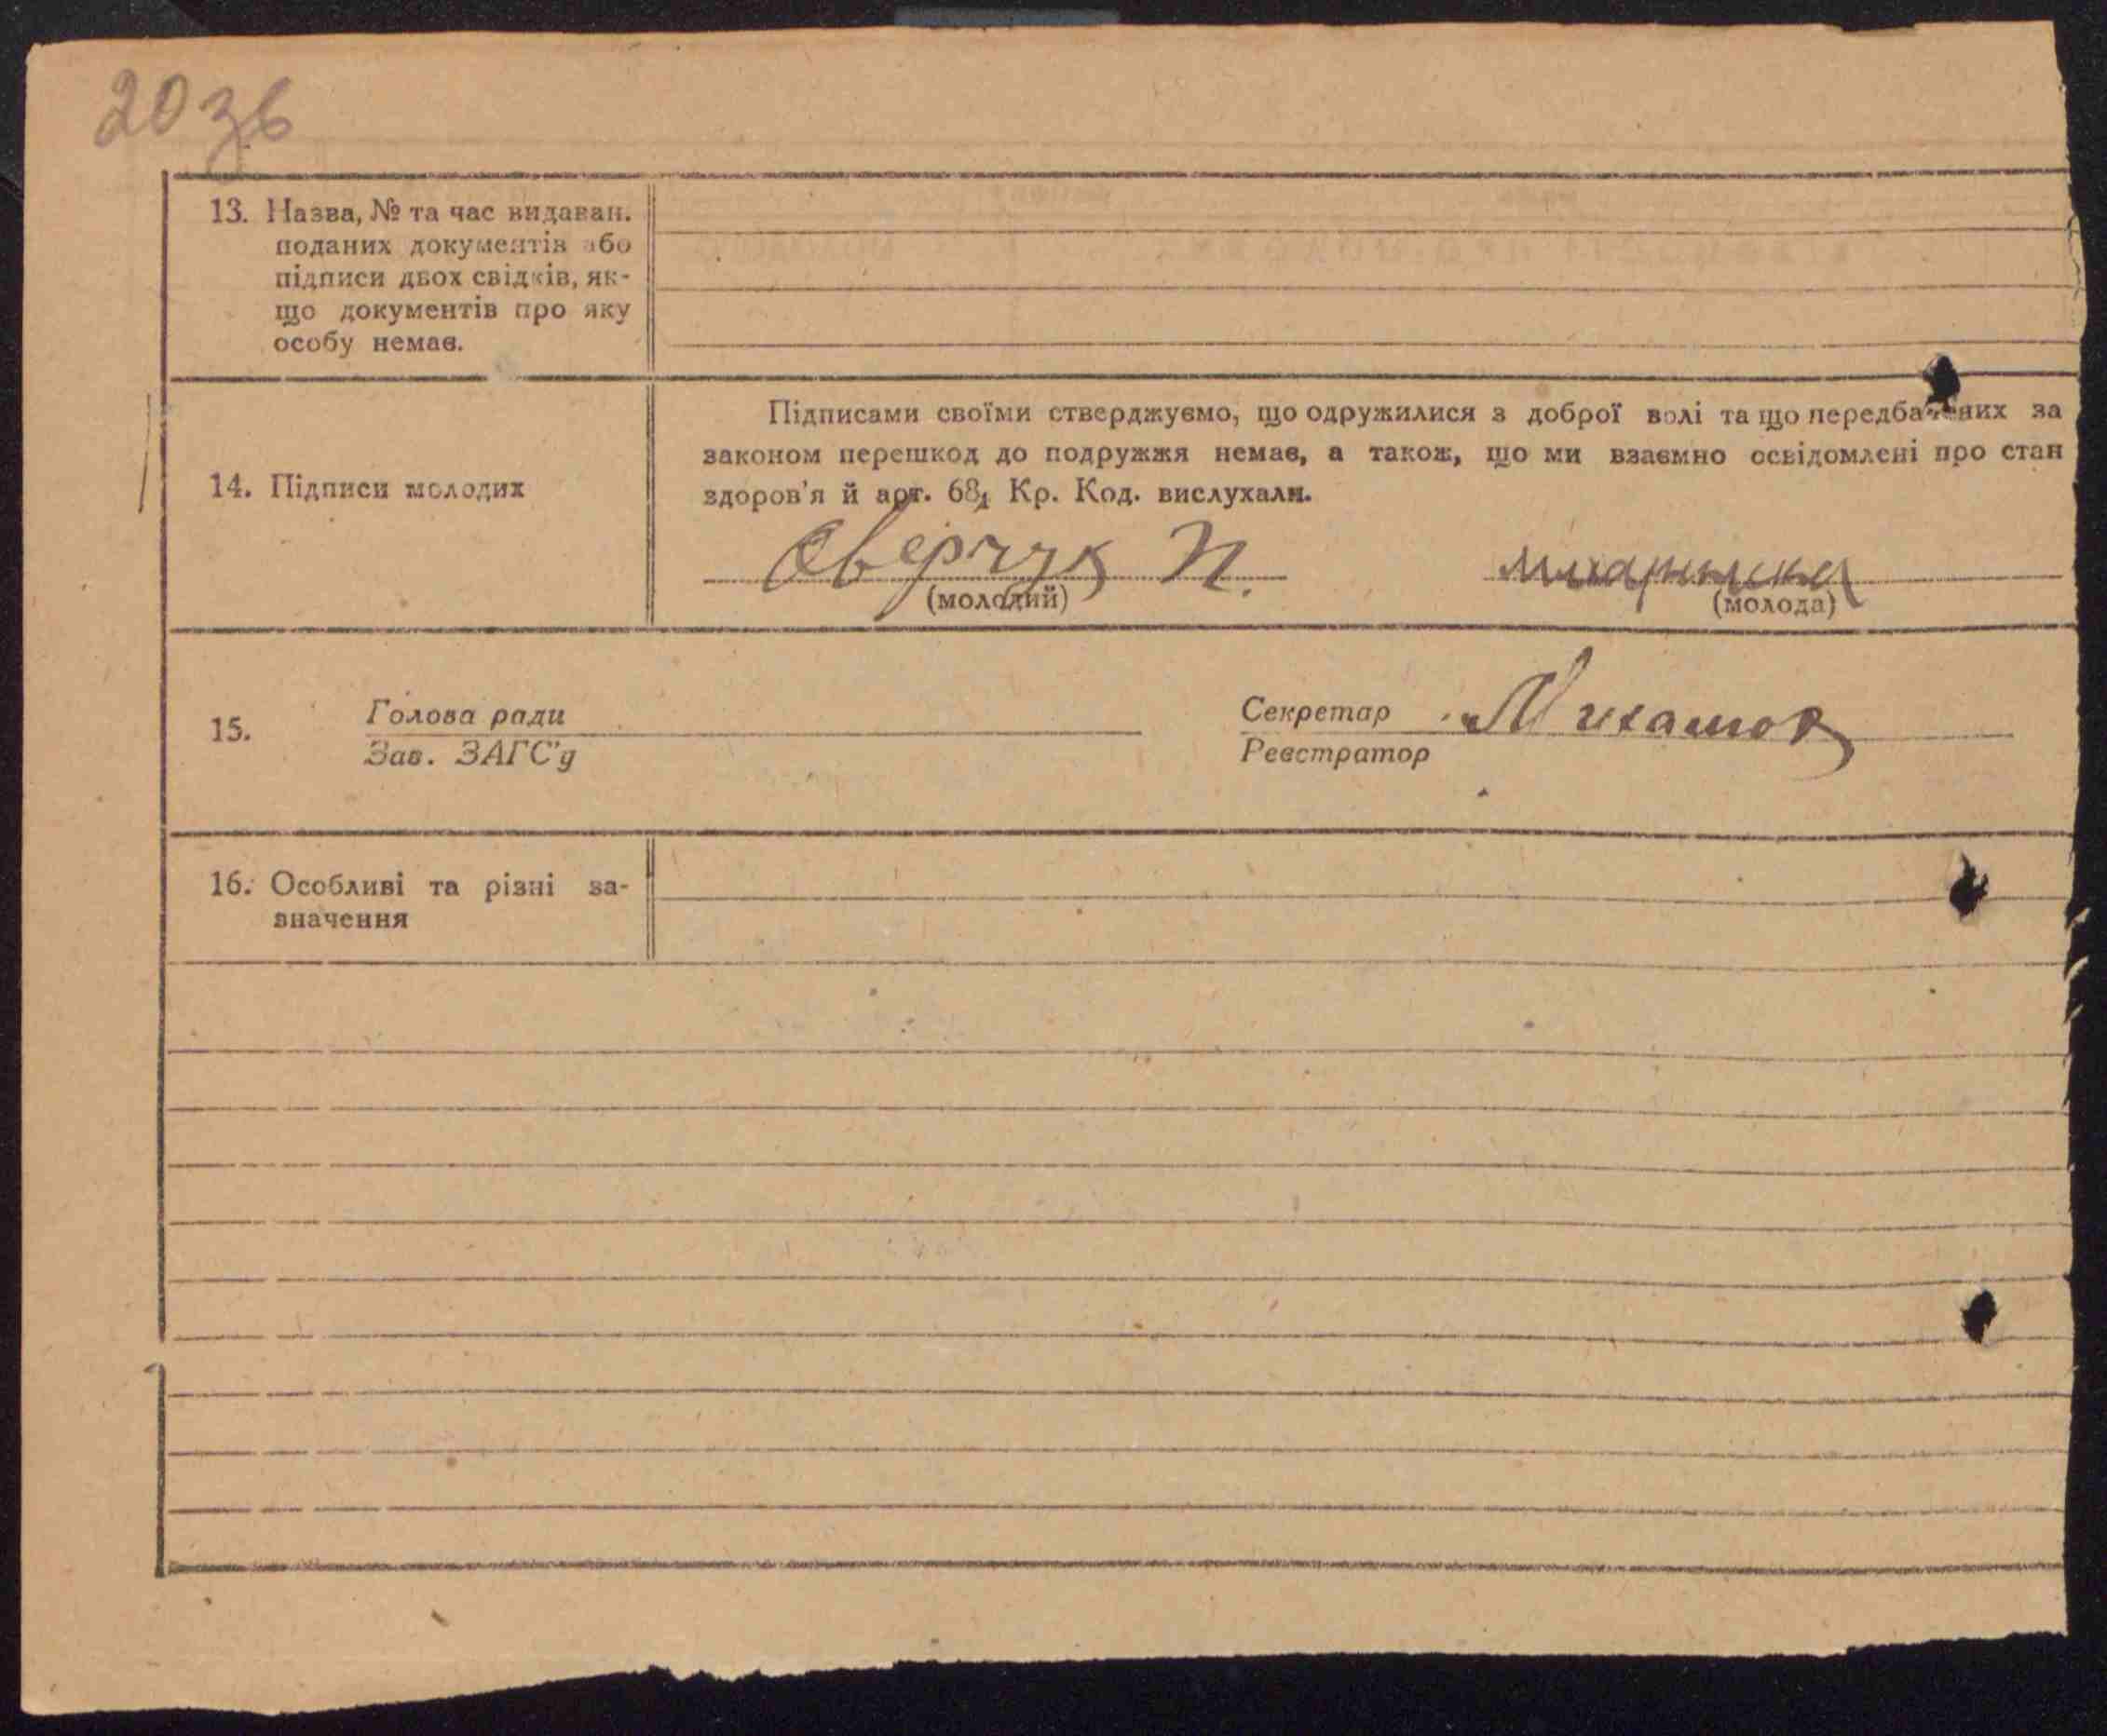 20 зв
13. Назва, № та час видаван.
поданих документів або
підписи двох свідків, як-
що документів про яку
особу немає.
14. Підписи молодих
Підписами своїми стверджуємо, що одружилися з доброї волі та що передбачених за
законом перешкод до подружжя немає, а також, що ми взаємно освідомлені про стан
здоров'я й арт. 68₁ Кр. Код. вислухали.
Оверчук П.
(молодий)
(молода)
15. Голова ради
Зав. ЗАГС'у
Секретар
Реєстратор
16. Особливі та різні за-
значення